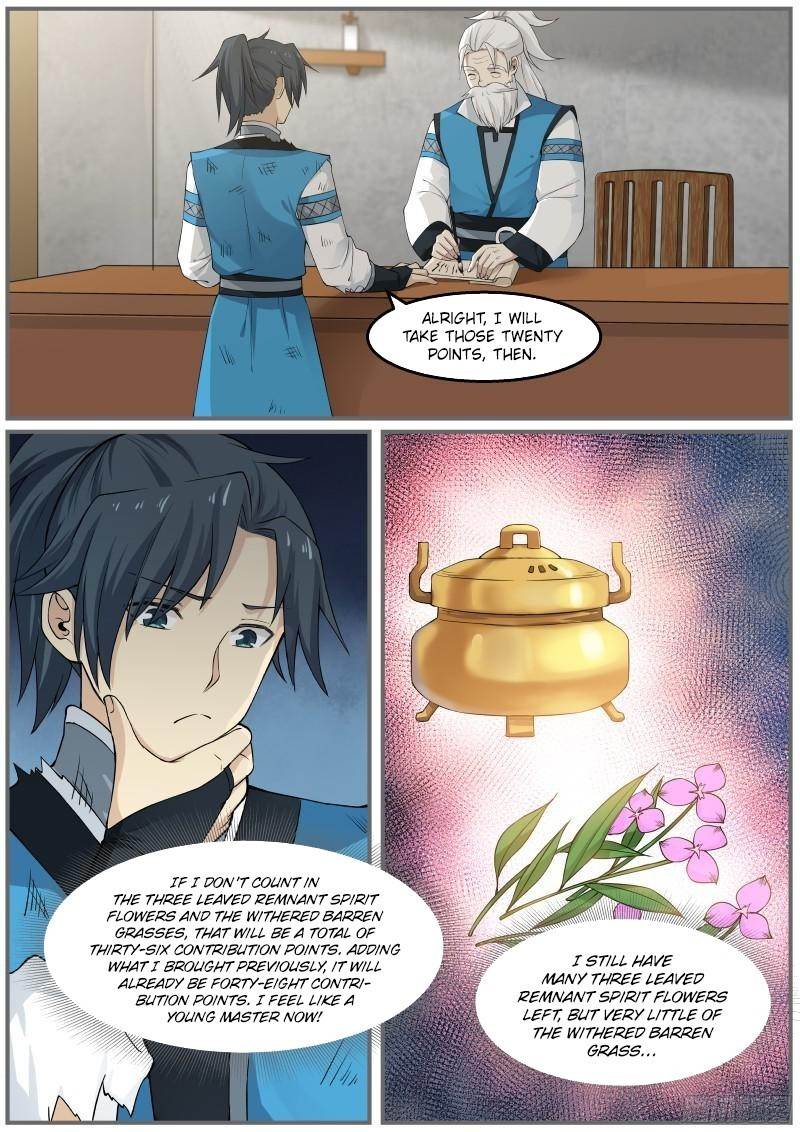 ALRIGHT, I WILL
TAKE THOSE TWENTY
POINTS, THEN.
IF I DON'T COUNT IN
THE THREE LEAVED REMNANT SPIRIT
FLOWERS AND THE WITHERED BARREN
GRASSES, THAT WILL BE A TOTAL OF
THIRTY-SIX CONTRIBUTION POINTS. ADDING
WHAT I BROUGHT PREVIOUSLY, IT WILL
ALREADY BE FORTY-EIGHT CONTRI-
BUTION POINTS. I FEEL LIKE A
YOUNG MASTER NOW!
I STILL HAVE
MANY THREE LEAVED
REMNANT SPIRIT FLOWERS
LEFT, BUT VERY LITTLE OF
THE WITHERED BARREN
GRASS...